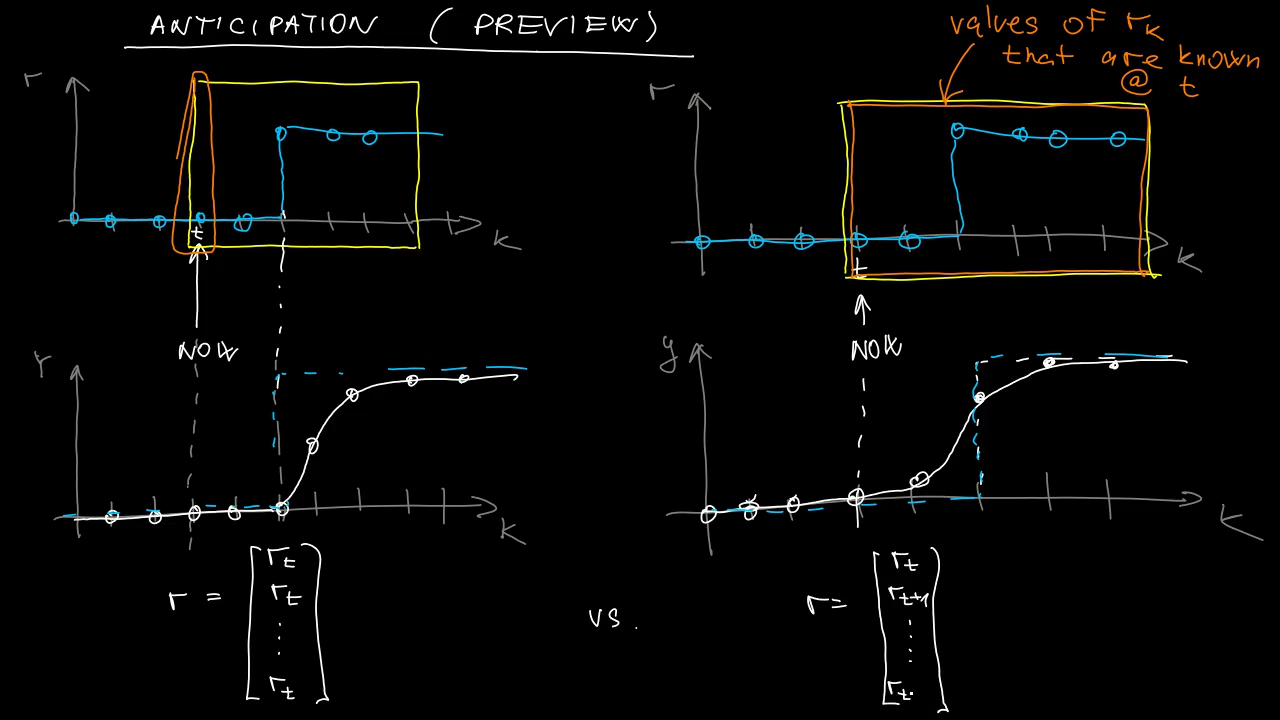 ANTICIPATION (PREVIEW)
values of r_k
that are known
@ t
r
k
t
NOW
r
k
t
NOW
r
k
y
k
r = [r_t
r_t
⋮
r_t]
vs.
r = [r_t
r_t+1
⋮
r_t.]